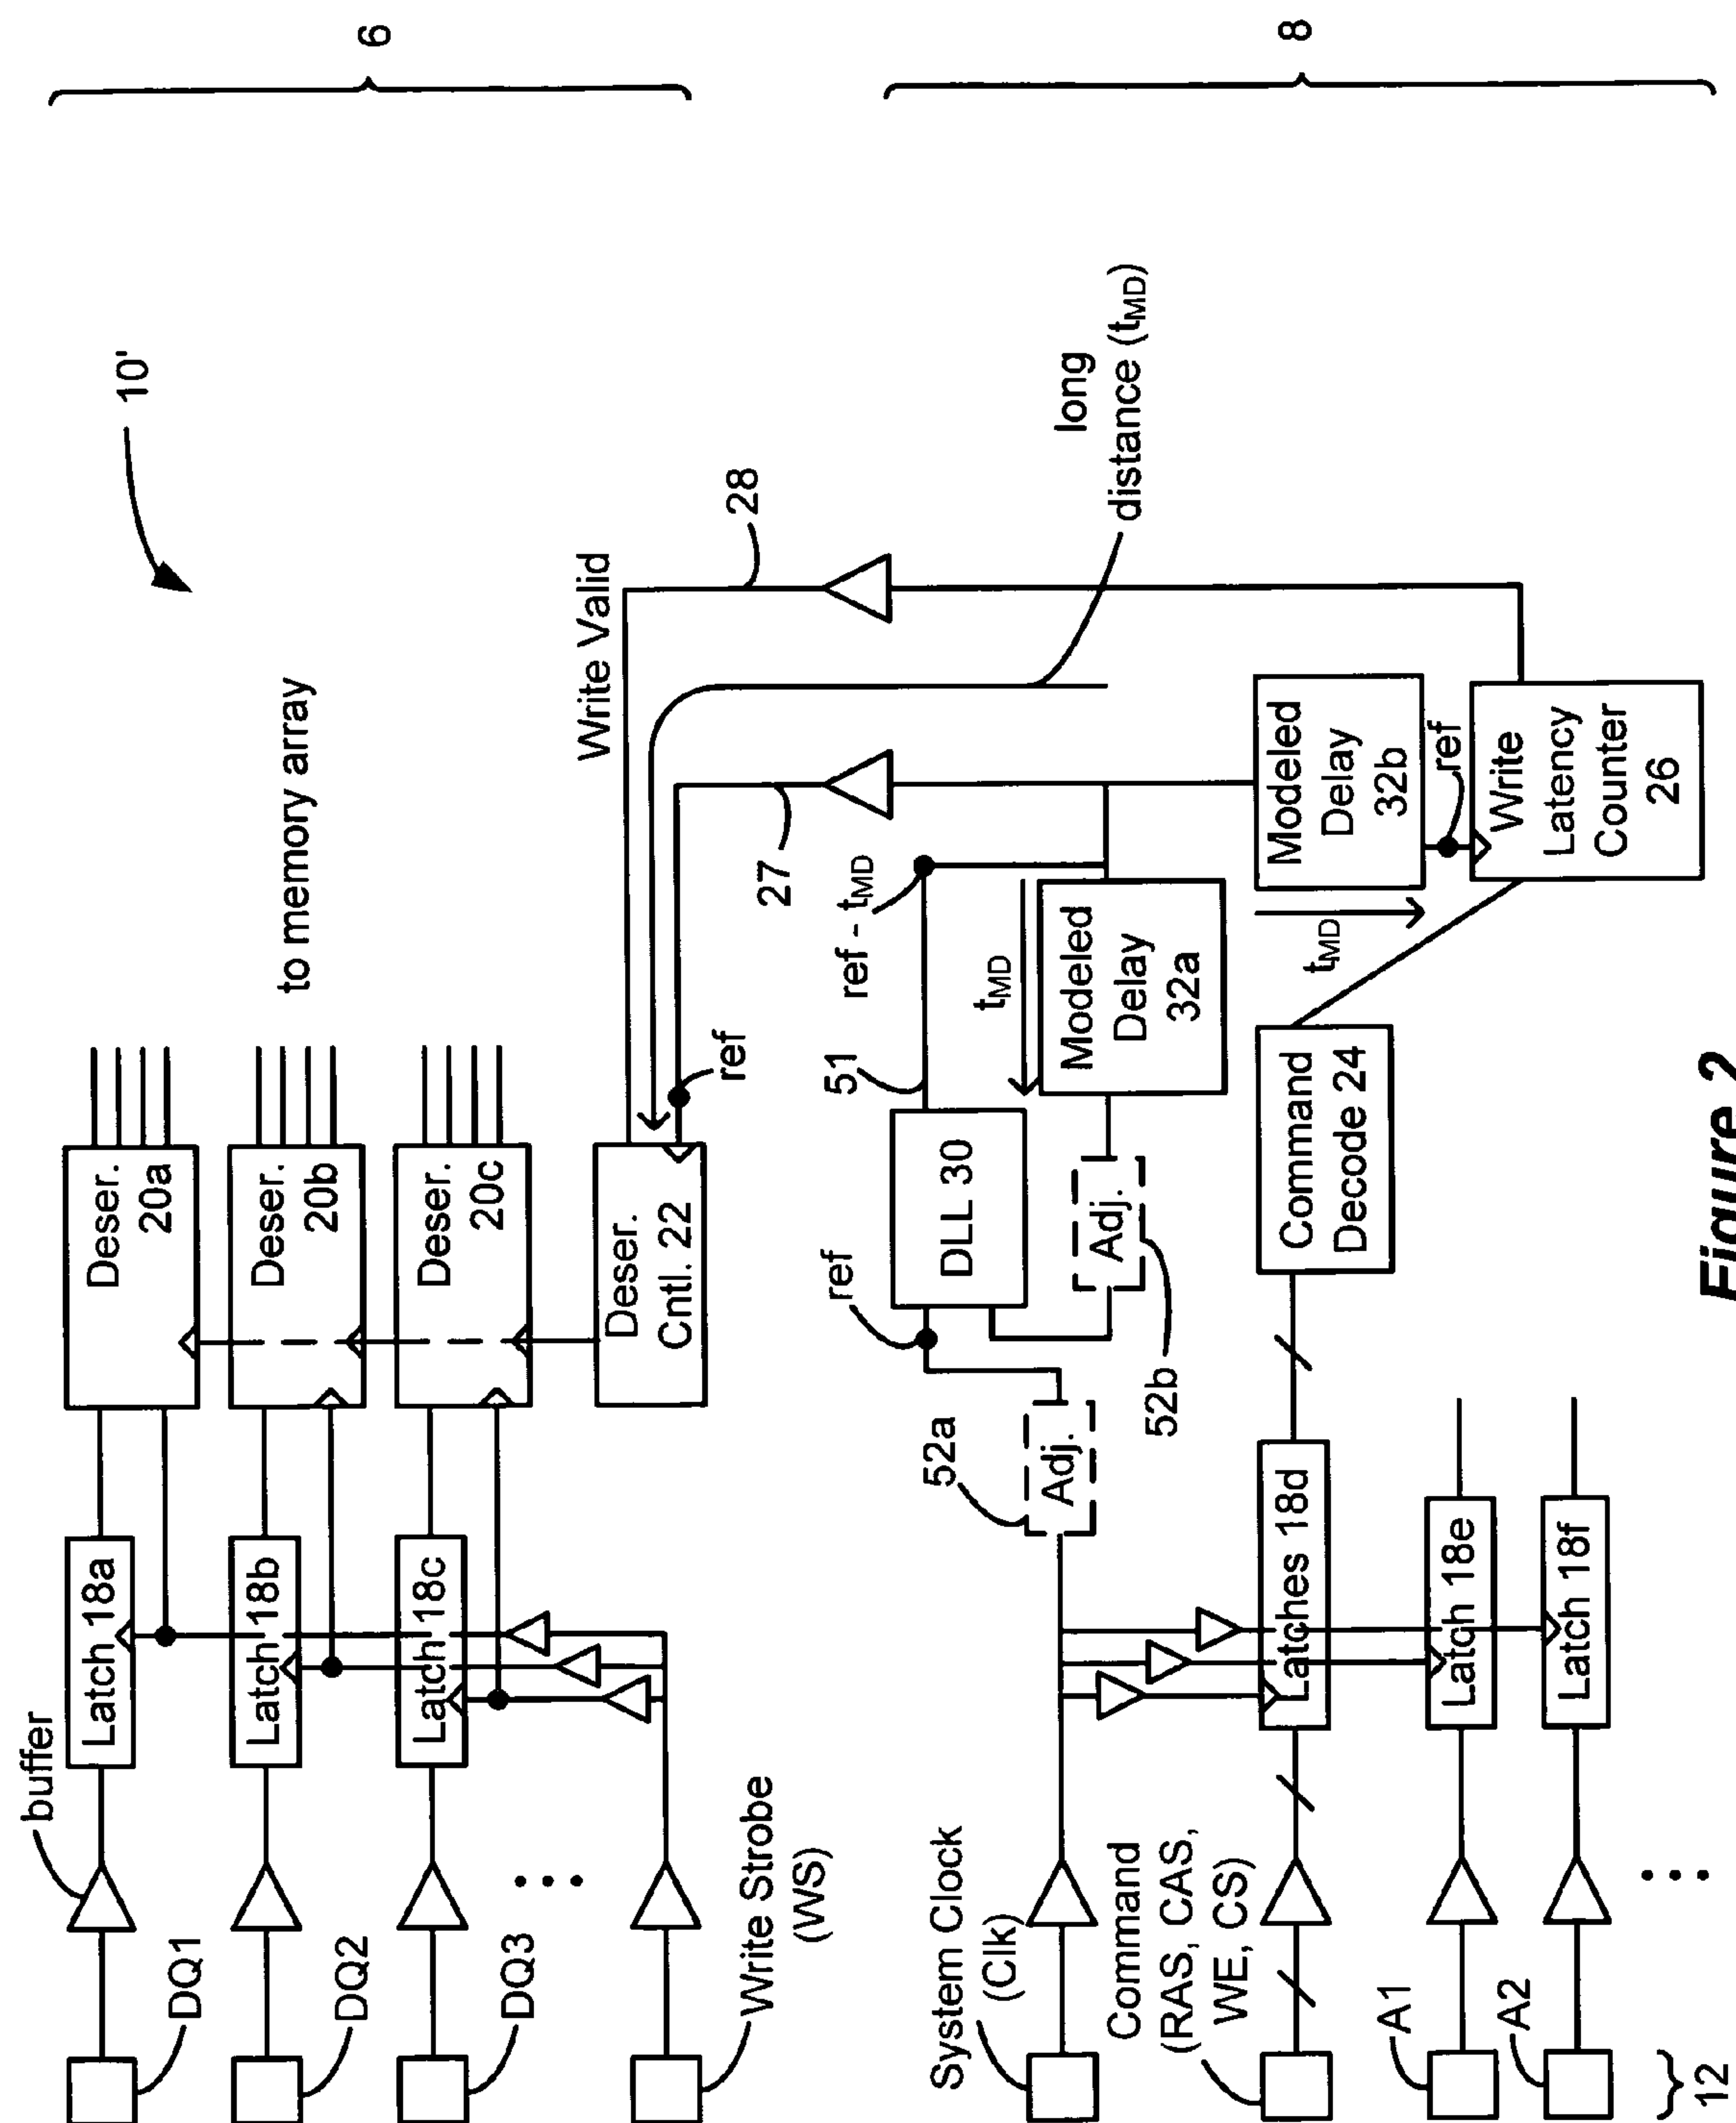 10'
6
8
buffer
DQ1
Latch 18a
Deser.
20a
DQ2
Latch 18b
Deser.
20b
to memory array
DQ3
Latch 18c
Deser.
20c
Write Strobe
(WS)
Deser.
Cntl. 22
ref
Write Valid
27
28
long
distance (tMD)
System Clock
(Clk)
52a
Adj.
ref
DLL 30
51
ref - tMD
tMD
Modeled
Delay
32a
Adj.
52b
Modeled
Delay
32b
tMD
ref
Write
Latency
Counter
26
Command
(RAS, CAS,
WE, CS)
Latches 18d
Command
Decode 24
A1
Latch 18e
A2
Latch 18f
12
Figure 2